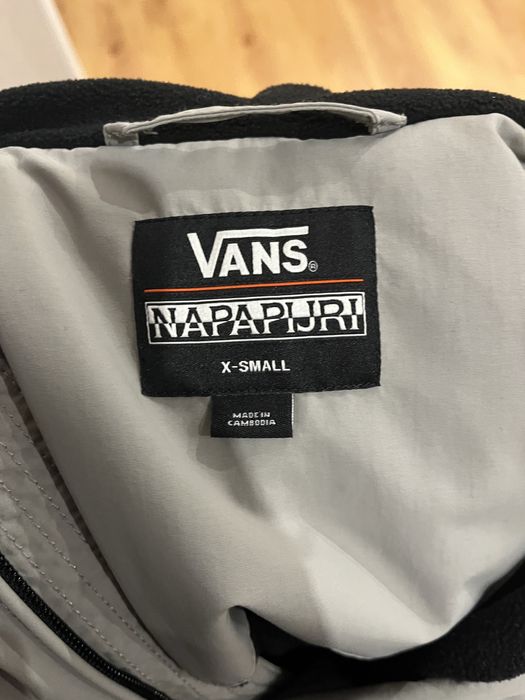 VANS®
NAPAPIJRI
X-SMALL
MADE IN
CAMBODIA